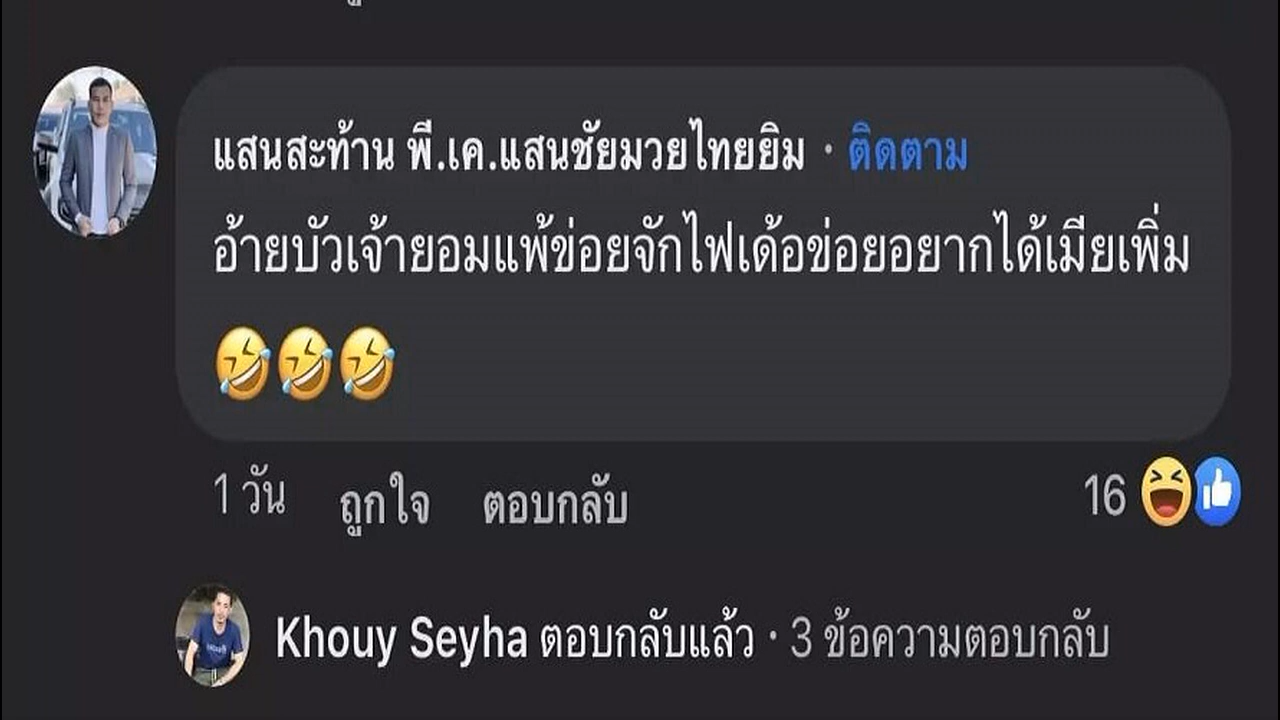 แสนสะท้าน พี.เค.แสนชัยมวยไทยยิม · ติดตาม
อ้ายบัวเจ้ายอมแพ้ข่อยจักไฟเด้อข่อยอยากได้เมียเพิ่ม
🤣🤣🤣
1 วัน ถูกใจ ตอบกลับ 16
Khouy Seyha ตอบกลับแล้ว · 3 ข้อความตอบกลับ